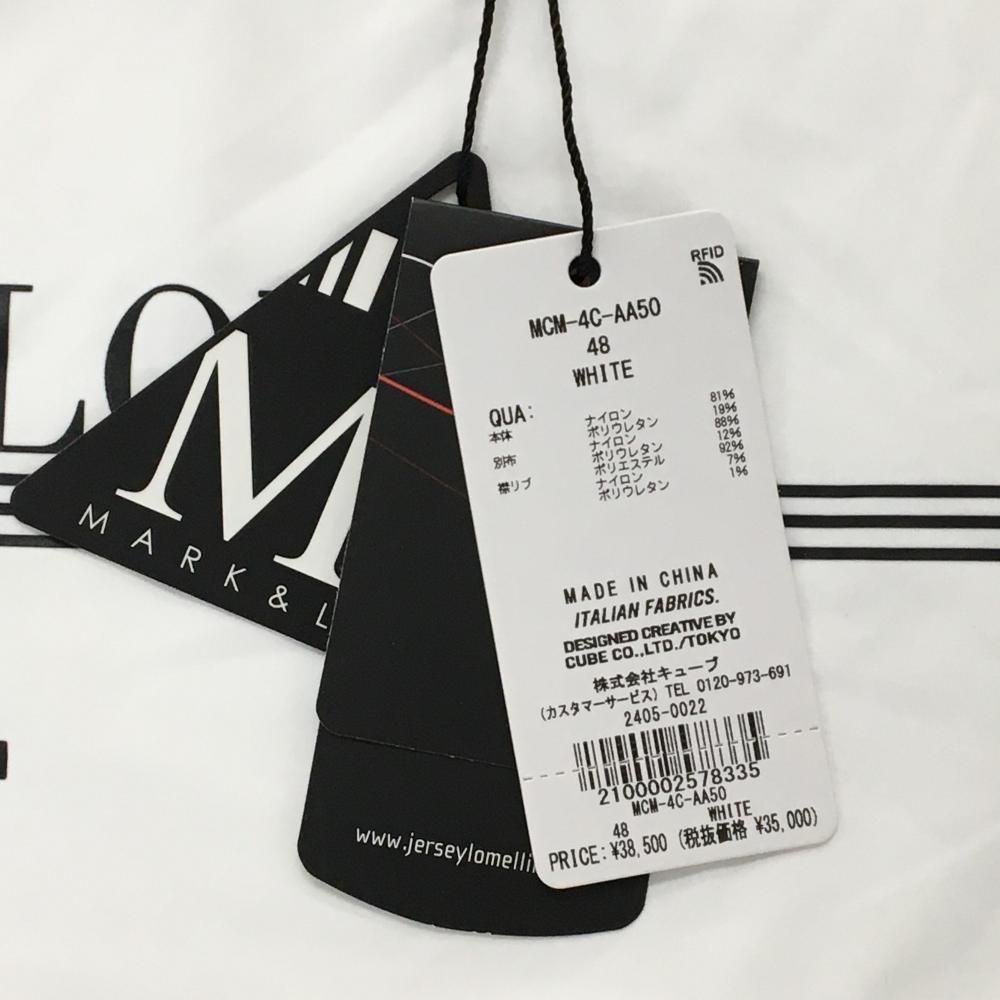 LO
M
MARK & L
www.jerseylomelli
RFID
MCM-4C-AA50
48
WHITE
QUA:
本体 ナイロン 81%
ポリウレタン 19%
別布 ナイロン 88%
ポリウレタン 12%
襟リブ ポリエステル 92%
ナイロン 7%
ポリウレタン 1%
MADE IN CHINA
ITALIAN FABRICS.
DESIGNED CREATIVE BY
CUBE CO.,LTD./TOKYO
株式会社キューブ
(カスタマーサービス) TEL 0120-973-691
2405-0022
2100002578335
MCM-4C-AA50
48 WHITE
PRICE:¥38,500 (税抜価格 ¥35,000)